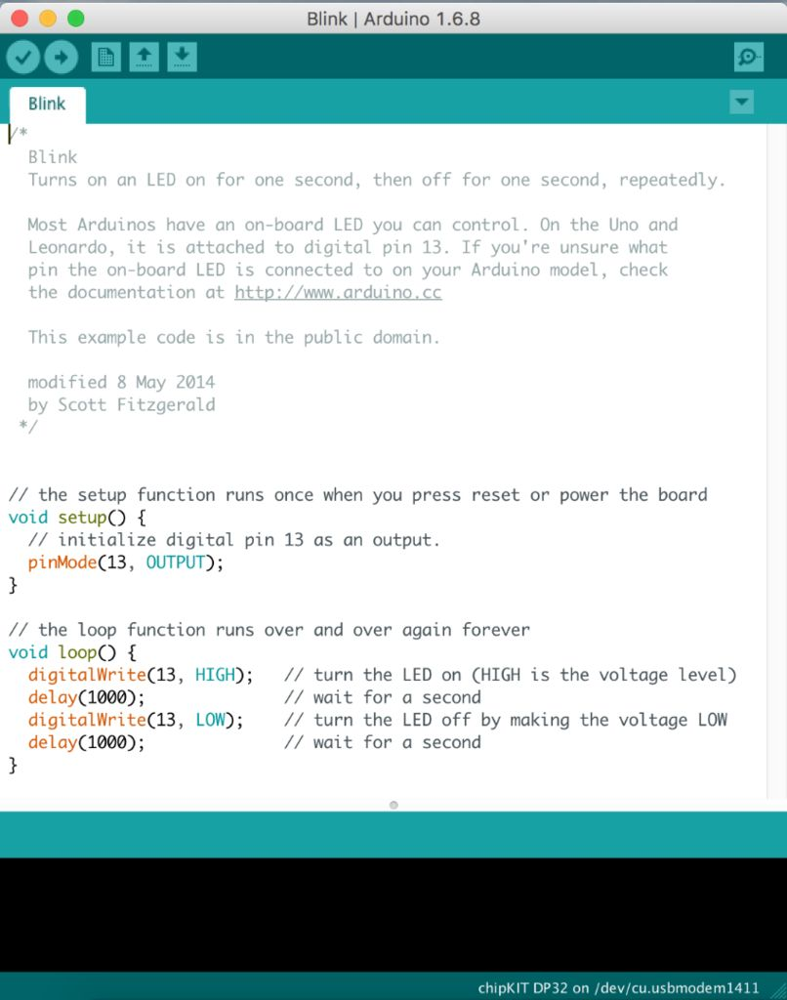 Blink | Arduino 1.6.8
Blink
/*
  Blink
  Turns on an LED on for one second, then off for one second, repeatedly.

  Most Arduinos have an on-board LED you can control. On the Uno and
  Leonardo, it is attached to digital pin 13. If you're unsure what
  pin the on-board LED is connected to on your Arduino model, check
  the documentation at http://www.arduino.cc

  This example code is in the public domain.

  modified 8 May 2014
  by Scott Fitzgerald
 */

// the setup function runs once when you press reset or power the board
void setup() {
  // initialize digital pin 13 as an output.
  pinMode(13, OUTPUT);
}

// the loop function runs over and over again forever
void loop() {
  digitalWrite(13, HIGH);   // turn the LED on (HIGH is the voltage level)
  delay(1000);              // wait for a second
  digitalWrite(13, LOW);    // turn the LED off by making the voltage LOW
  delay(1000);              // wait for a second
}
chipKIT DP32 on /dev/cu.usbmodem1411